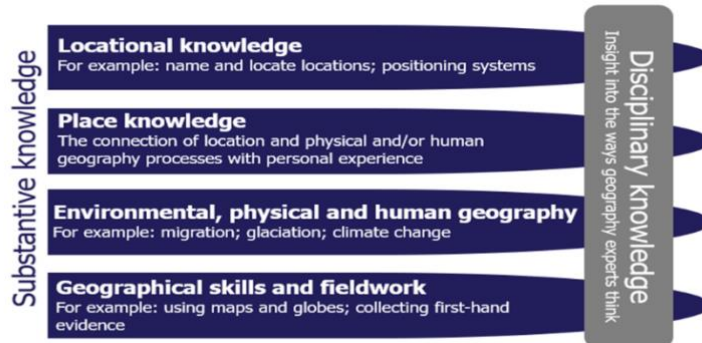 Substantive knowledge
Locational knowledge
For example: name and locate locations; positioning systems
Place knowledge
The connection of location and physical and/or human
geography processes with personal experience
Environmental, physical and human geography
For example: migration; glaciation; climate change
Geographical skills and fieldwork
For example: using maps and globes; collecting first-hand
evidence
Disciplinary knowledge
Insight into the ways geography experts think